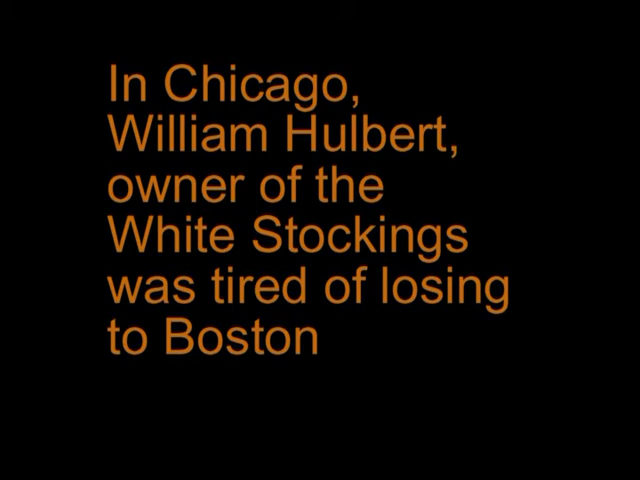 In Chicago,
William Hulbert,
owner of the
White Stockings
was tired of losing
to Boston